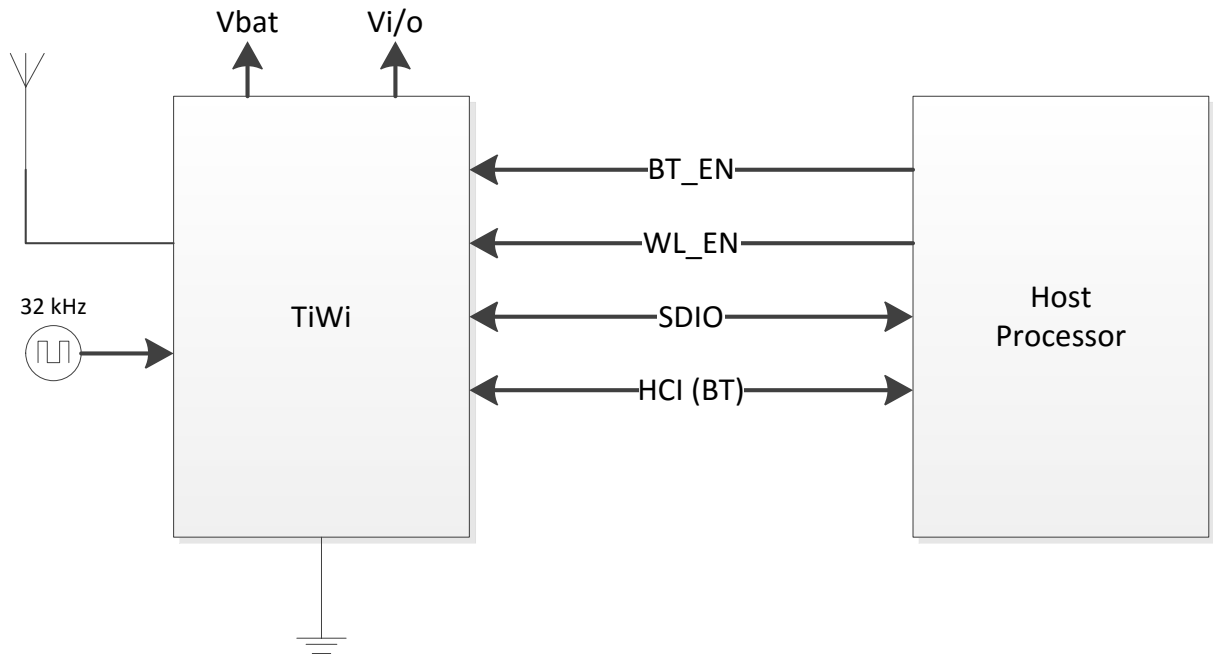 Vbat
Vi/o
BT_EN
WL_EN
32 kHz
TiWi
SDIO
Host
Processor
HCI (BT)